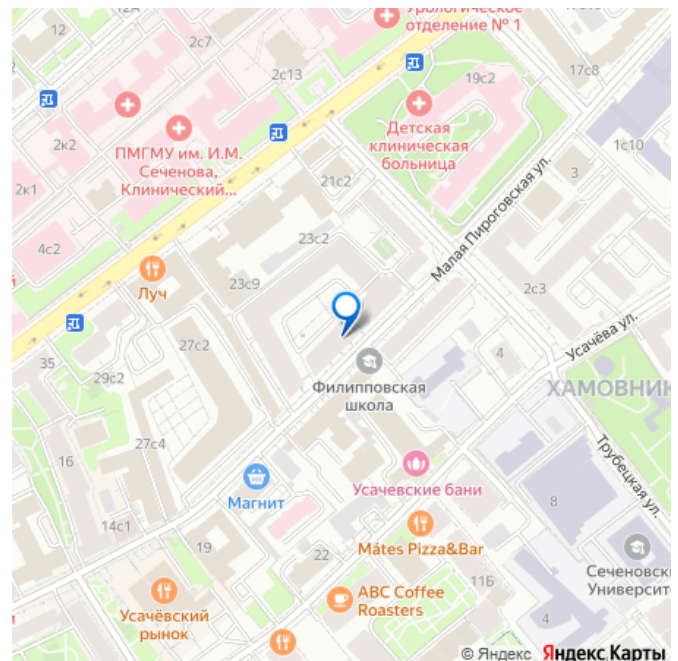 Урологическое
отделение № 1
12
2с7
2с13
19с2
17с8
1с10
2к2
2к1
ПМГМУ им. И.М.
Сеченова,
Клинический...
Детская
клиническая
больница
21с2
3
Малая Пироговская ул.
4с2
23с2
23с9
Луч
2с3
27с2
Усачёва ул.
35
29с2
4
Филипповская
школа
ХАМОВНИК
27с4
16
Магнит
Усачевские бани
Трубецкая ул.
14с1
8
19
22
Mátes Pizza&Bar
Сеченовск
Университ
11Б
ABC Coffee
Roasters
Усачёвский
рынок
4
© Яндекс Яндекс Карты